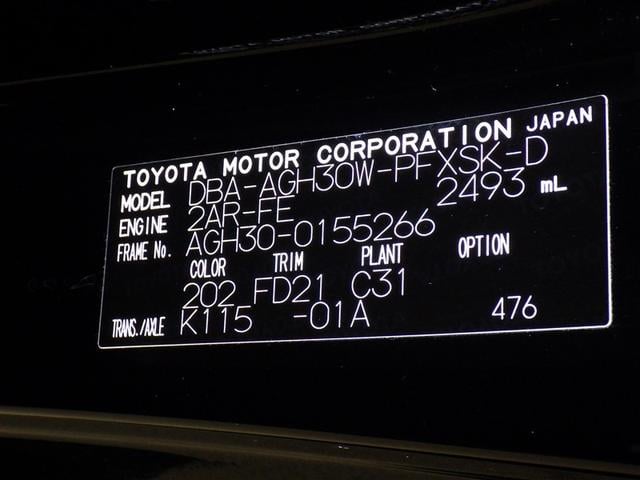 TOYOTA MOTOR CORPORATION JAPAN
MODEL DBA-AGH30W-PFXSK-D
ENGINE 2AR-FE 2493 mL
FRAME No. AGH30-0155266
COLOR TRIM PLANT OPTION
202 FD21 C31
TRANS./AXLE K115 -01A 476